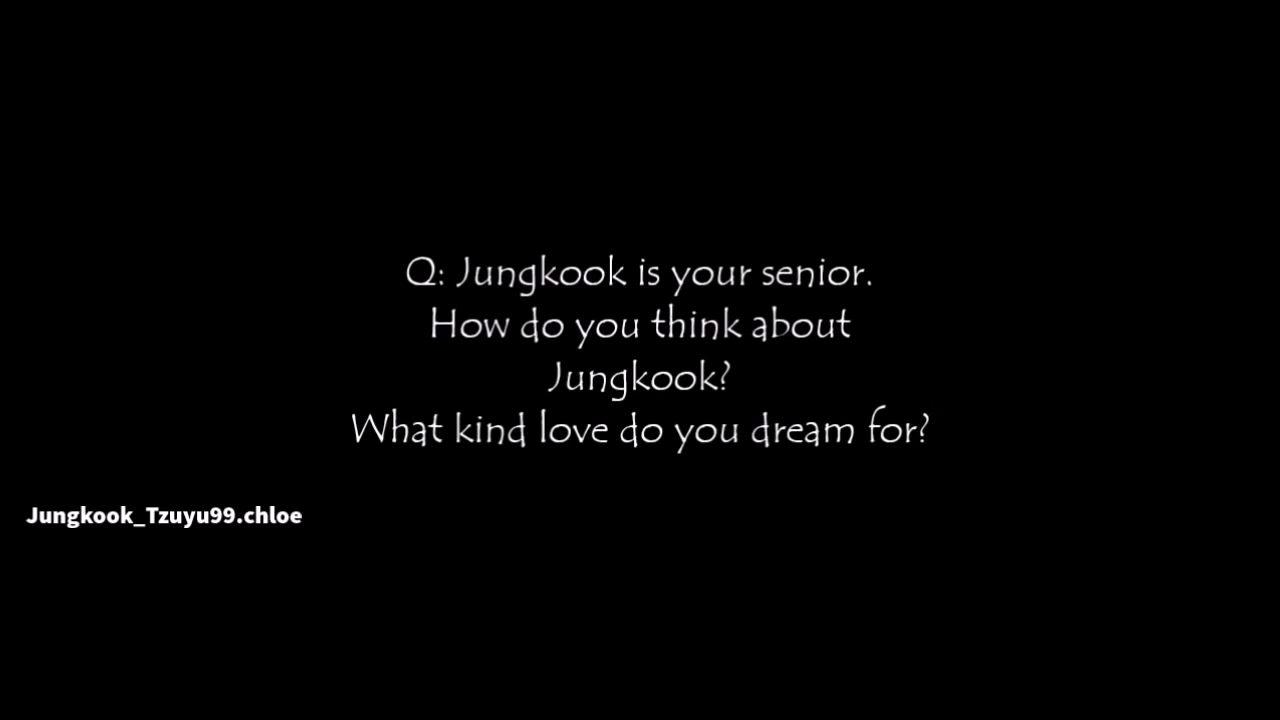 Q: Jungkook is your senior.
How do you think about
Jungkook?
What kind love do you dream for?
Jungkook_Tzuyu99.chloe